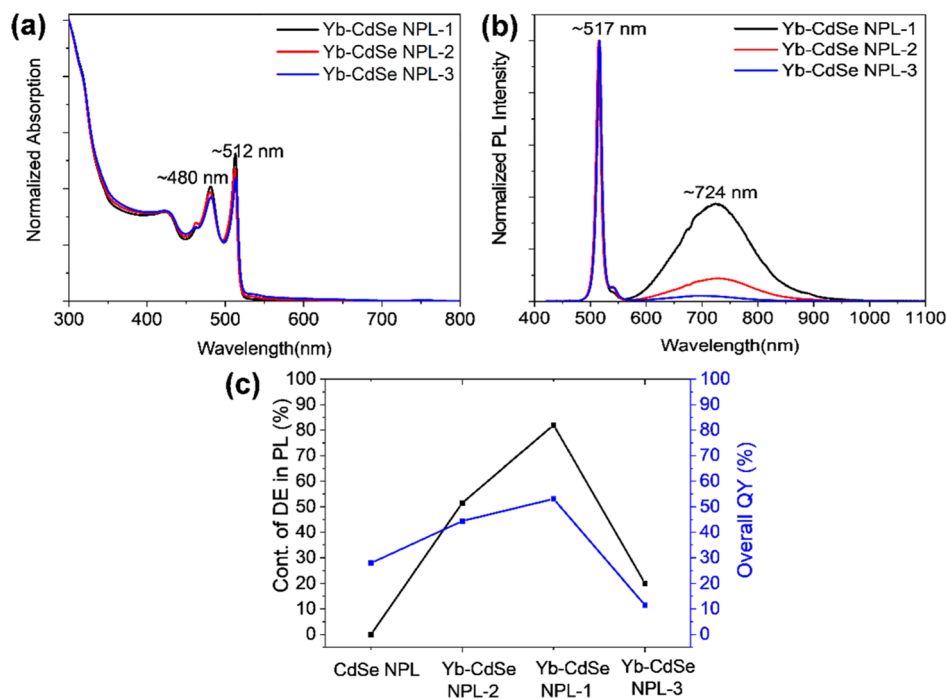 (a)
Yb-CdSe NPL-1
Yb-CdSe NPL-2
Yb-CdSe NPL-3
~512 nm
~480 nm
Normalized Absorption
300 400 500 600 700 800
Wavelength(nm)
(b)
~517 nm
Yb-CdSe NPL-1
Yb-CdSe NPL-2
Yb-CdSe NPL-3
~724 nm
Normalized PL Intensity
400 500 600 700 800 900 1000 1100
Wavelength(nm)
(c)
Cont. of DE in PL (%)
100
90
80
70
60
50
40
30
20
10
0
100
90
80
70
60
50
40
30
20
10
0
Overall QY (%)
CdSe NPL Yb-CdSe Yb-CdSe Yb-CdSe
NPL-2 NPL-1 NPL-3